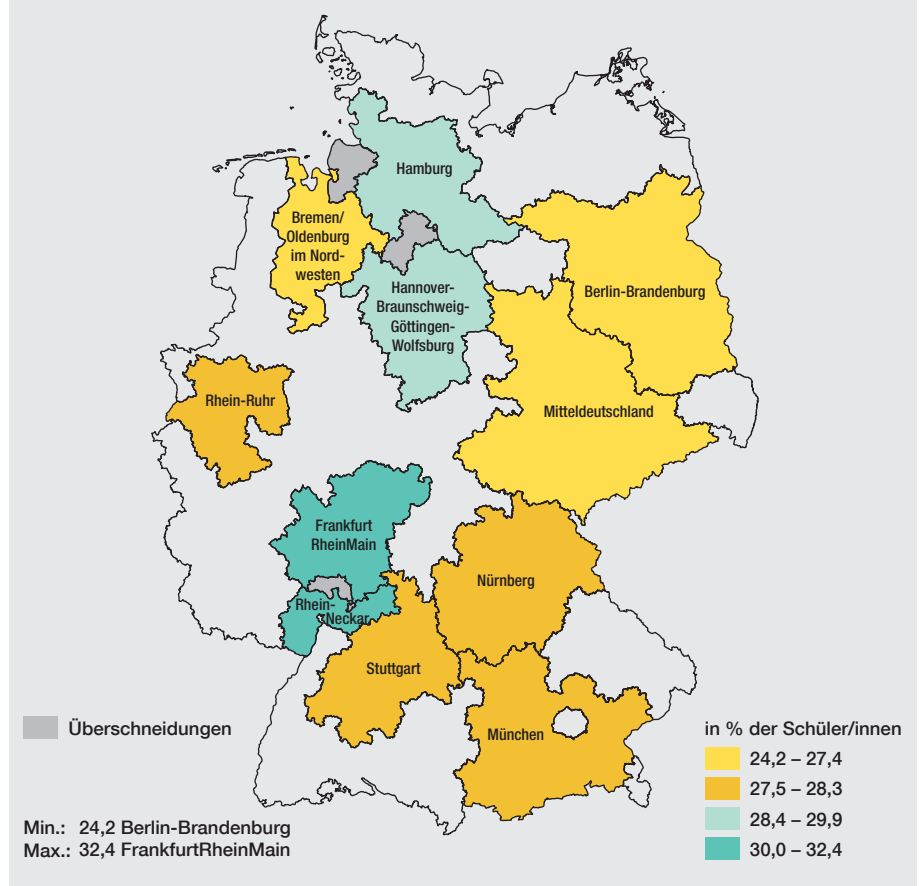 Hamburg
Bremen/
Oldenburg
im Nord-
westen
Hannover-
Braunschweig-
Göttingen-
Wolfsburg
Berlin-Brandenburg
Rhein-Ruhr
Mitteldeutschland
Frankfurt
RheinMain
Nürnberg
Rhein-
Neckar
Stuttgart
München
Überschneidungen
Min.: 24,2 Berlin-Brandenburg
Max.: 32,4 FrankfurtRheinMain
in % der Schüler/innen
24,2 – 27,4
27,5 – 28,3
28,4 – 29,9
30,0 – 32,4